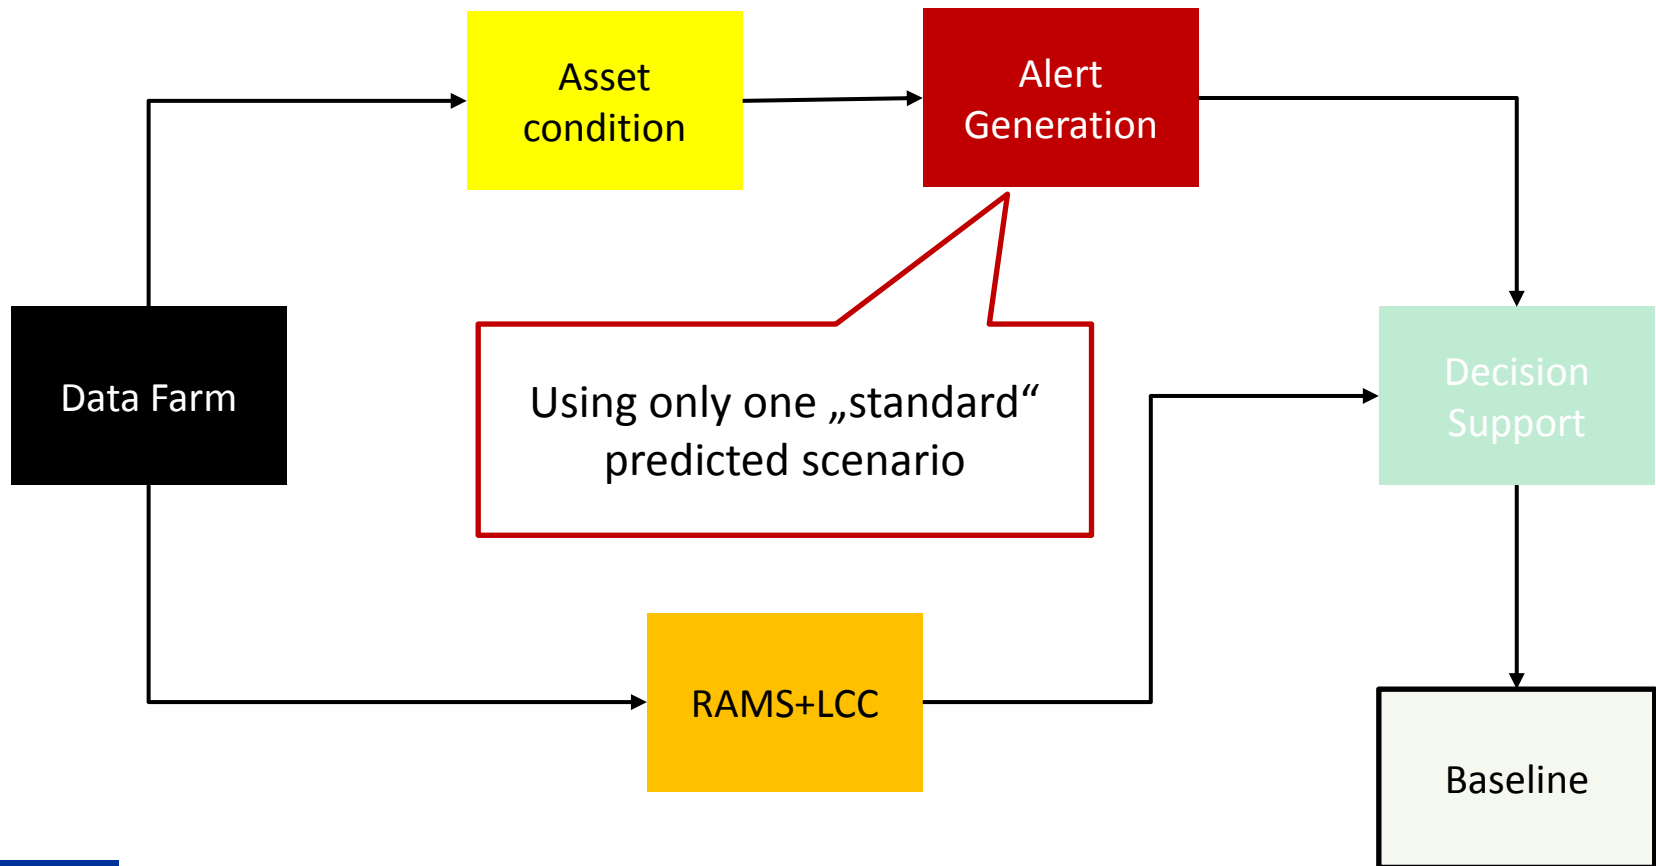 Asset
condition
Alert
Generation
Data Farm
Using only one „standard“
predicted scenario
Decision
Support
RAMS+LCC
Baseline